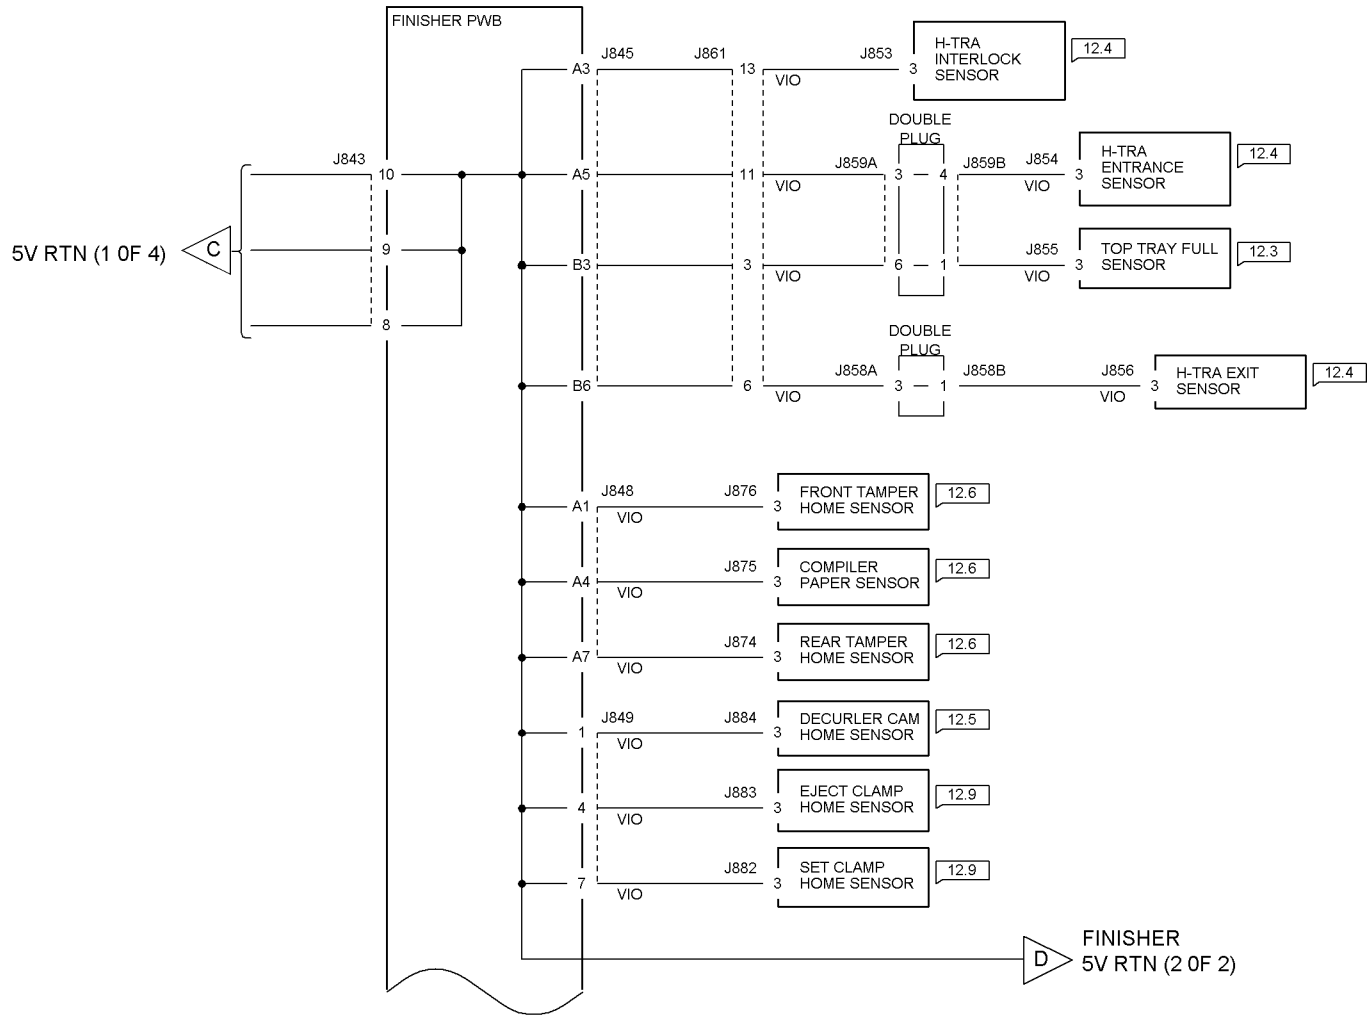 FINISHER PWB
H-TRA
INTERLOCK
SENSOR
12.4
A3 J845 J861 13 VIO J853 3
DOUBLE
PLUG
J843 10 A5 11 VIO J859A 3 4 J859B J854 VIO 3
H-TRA
ENTRANCE
SENSOR
12.4
5V RTN (1 0F 4) C 9
B3 3 VIO 6 1 J855 VIO 3
TOP TRAY FULL
SENSOR
12.3
8
DOUBLE
PLUG
B6 6 VIO J858A 3 1 J858B J856 VIO 3
H-TRA EXIT
SENSOR
12.4
A1 J848 VIO J876 3
FRONT TAMPER
HOME SENSOR
12.6
A4 VIO J875 3
COMPILER
PAPER SENSOR
12.6
A7 VIO J874 3
REAR TAMPER
HOME SENSOR
12.6
1 J849 VIO J884 3
DECURLER CAM
HOME SENSOR
12.5
4 VIO J883 3
EJECT CLAMP
HOME SENSOR
12.9
7 VIO J882 3
SET CLAMP
HOME SENSOR
12.9
D
FINISHER
5V RTN (2 0F 2)